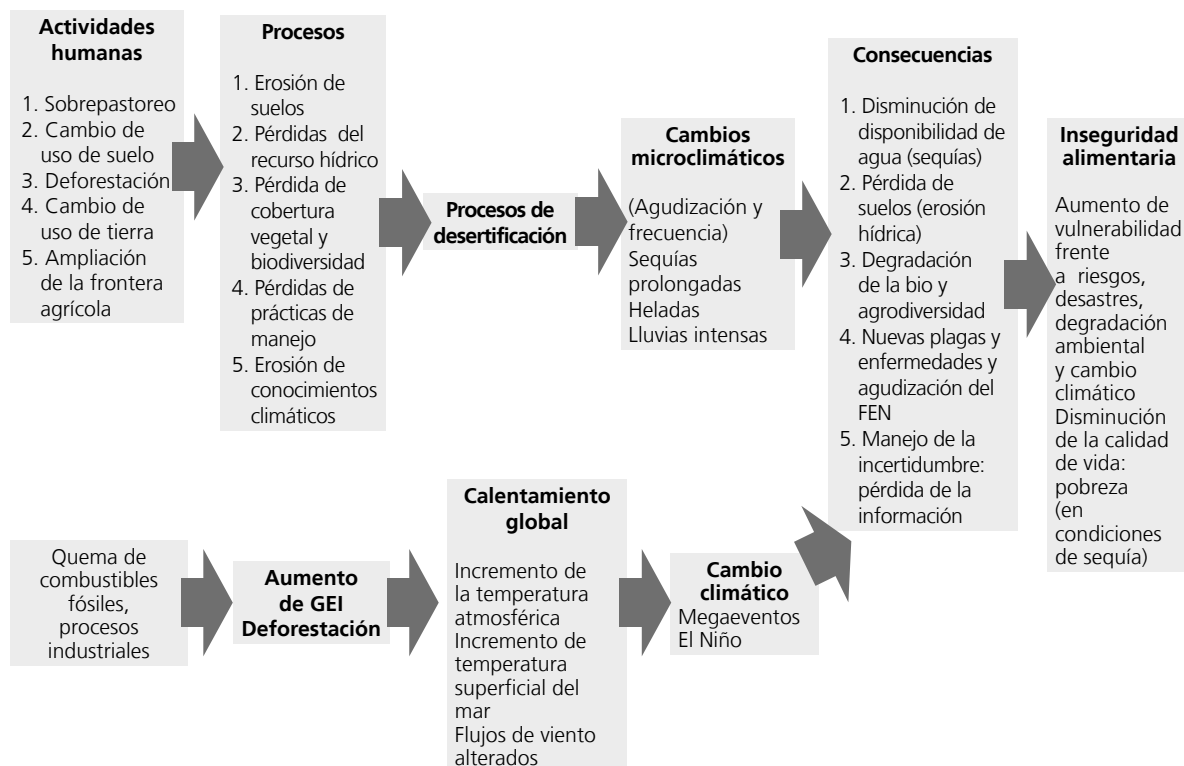 Actividades
humanas
1. Sobrepastoreo
2. Cambio de
uso de suelo
3. Deforestación
4. Cambio de
uso de tierra
5. Ampliación
de la frontera
agrícola
Procesos
1. Erosión de
suelos
2. Pérdidas del
recurso hídrico
3. Pérdida de
cobertura
vegetal y
biodiversidad
4. Pérdidas de
prácticas de
manejo
5. Erosión de
conocimientos
climáticos
Procesos de
desertificación
Cambios
microclimáticos
(Agudización y
frecuencia)
Sequías
prolongadas
Heladas
Lluvias intensas
Consecuencias
1. Disminución de
disponibilidad de
agua (sequías)
2. Pérdida de
suelos (erosión
hídrica)
3. Degradación
de la bio y
agrodiversidad
4. Nuevas plagas y
enfermedades y
agudización del
FEN
5. Manejo de la
incertidumbre:
pérdida de la
información
Inseguridad
alimentaria
Aumento de
vulnerabilidad
frente
a riesgos,
desastres,
degradación
ambiental
y cambio
climático
Disminución
de la calidad
de vida:
pobreza
(en
condiciones
de sequía)
Quema de
combustibles
fósiles,
procesos
industriales
Aumento
de GEI
Deforestación
Calentamiento
global
Incremento de
la temperatura
atmosférica
Incremento de
temperatura
superficial del
mar
Flujos de viento
alterados
Cambio
climático
Megaeventos
El Niño